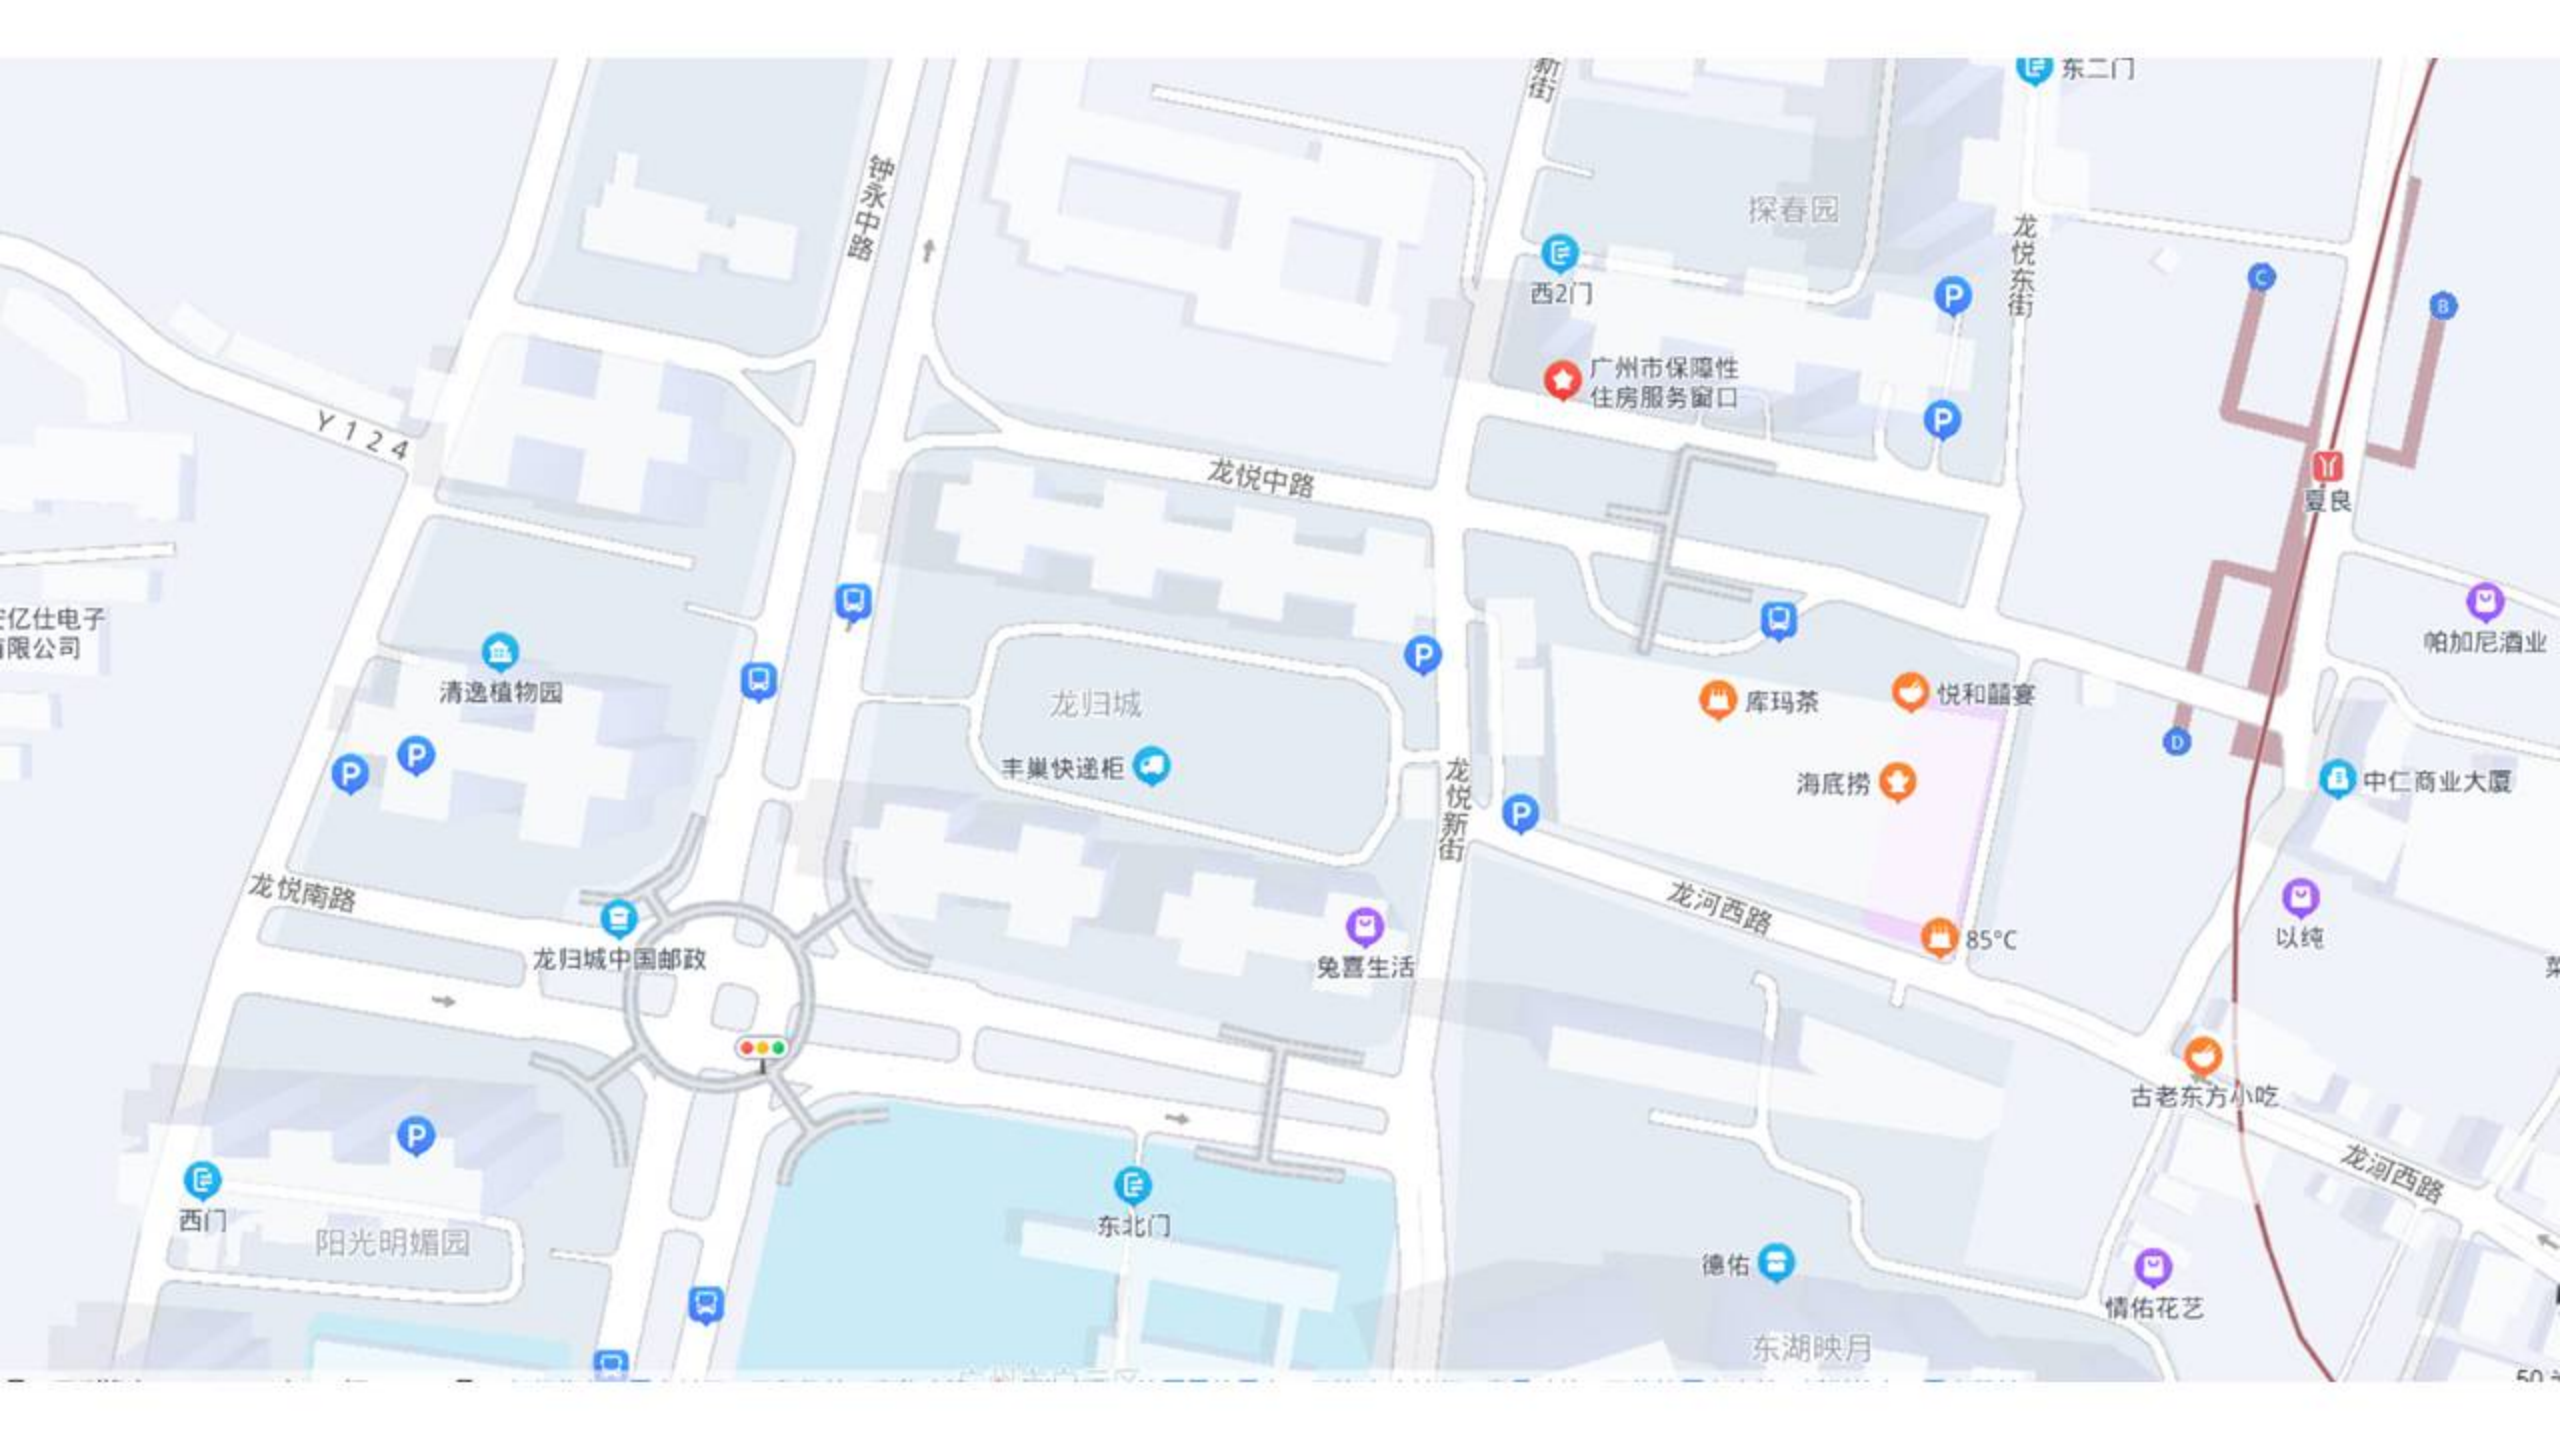 新街
东二门
钟永中路
探春园
龙悦东街
西2门
P
C
B
广州市保障性
住房服务窗口
P
Y124
龙悦中路
夏良
亿仕电子
有限公司
清逸植物园
P
龙归城
库玛茶
悦和囍宴
帕加尼酒业
P
P
丰巢快递柜
龙悦新街
P
海底捞
D
中仁商业大厦
龙悦南路
龙归城中国邮政
兔喜生活
龙河西路
85°C
以纯
菜
古老东方小吃
P
西门
阳光明媚园
东北门
龙河西路
德佑
情佑花艺
东湖映月